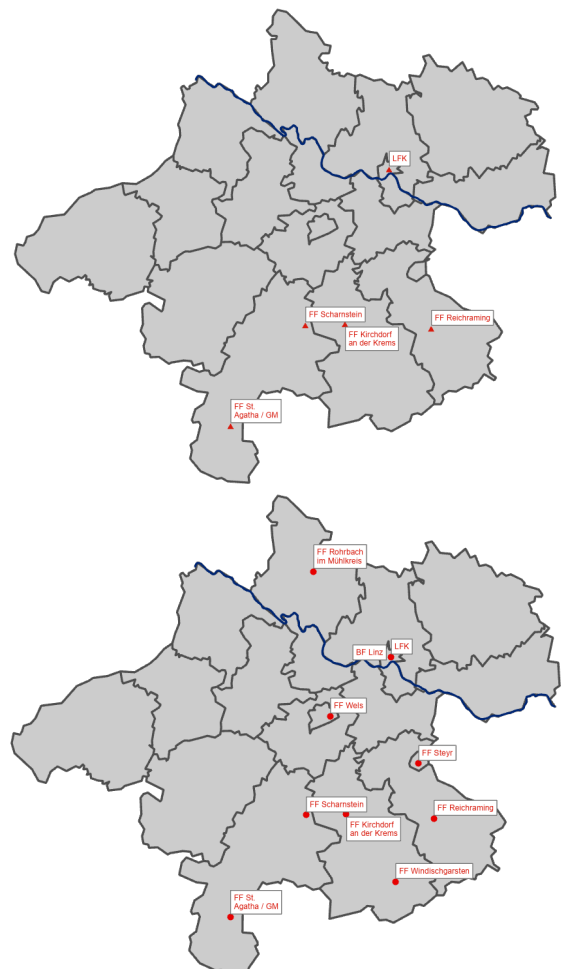 LFK
FF Scharnstein
FF Kirchdorf
an der Krems
FF Reichraming
FF St.
Agatha / GM
FF Rohrbach
im Mühlkreis
BF Linz
LFK
FF Wels
FF Steyr
FF Scharnstein
FF Reichraming
FF Kirchdorf
an der Krems
FF Windischgarsten
FF St.
Agatha / GM